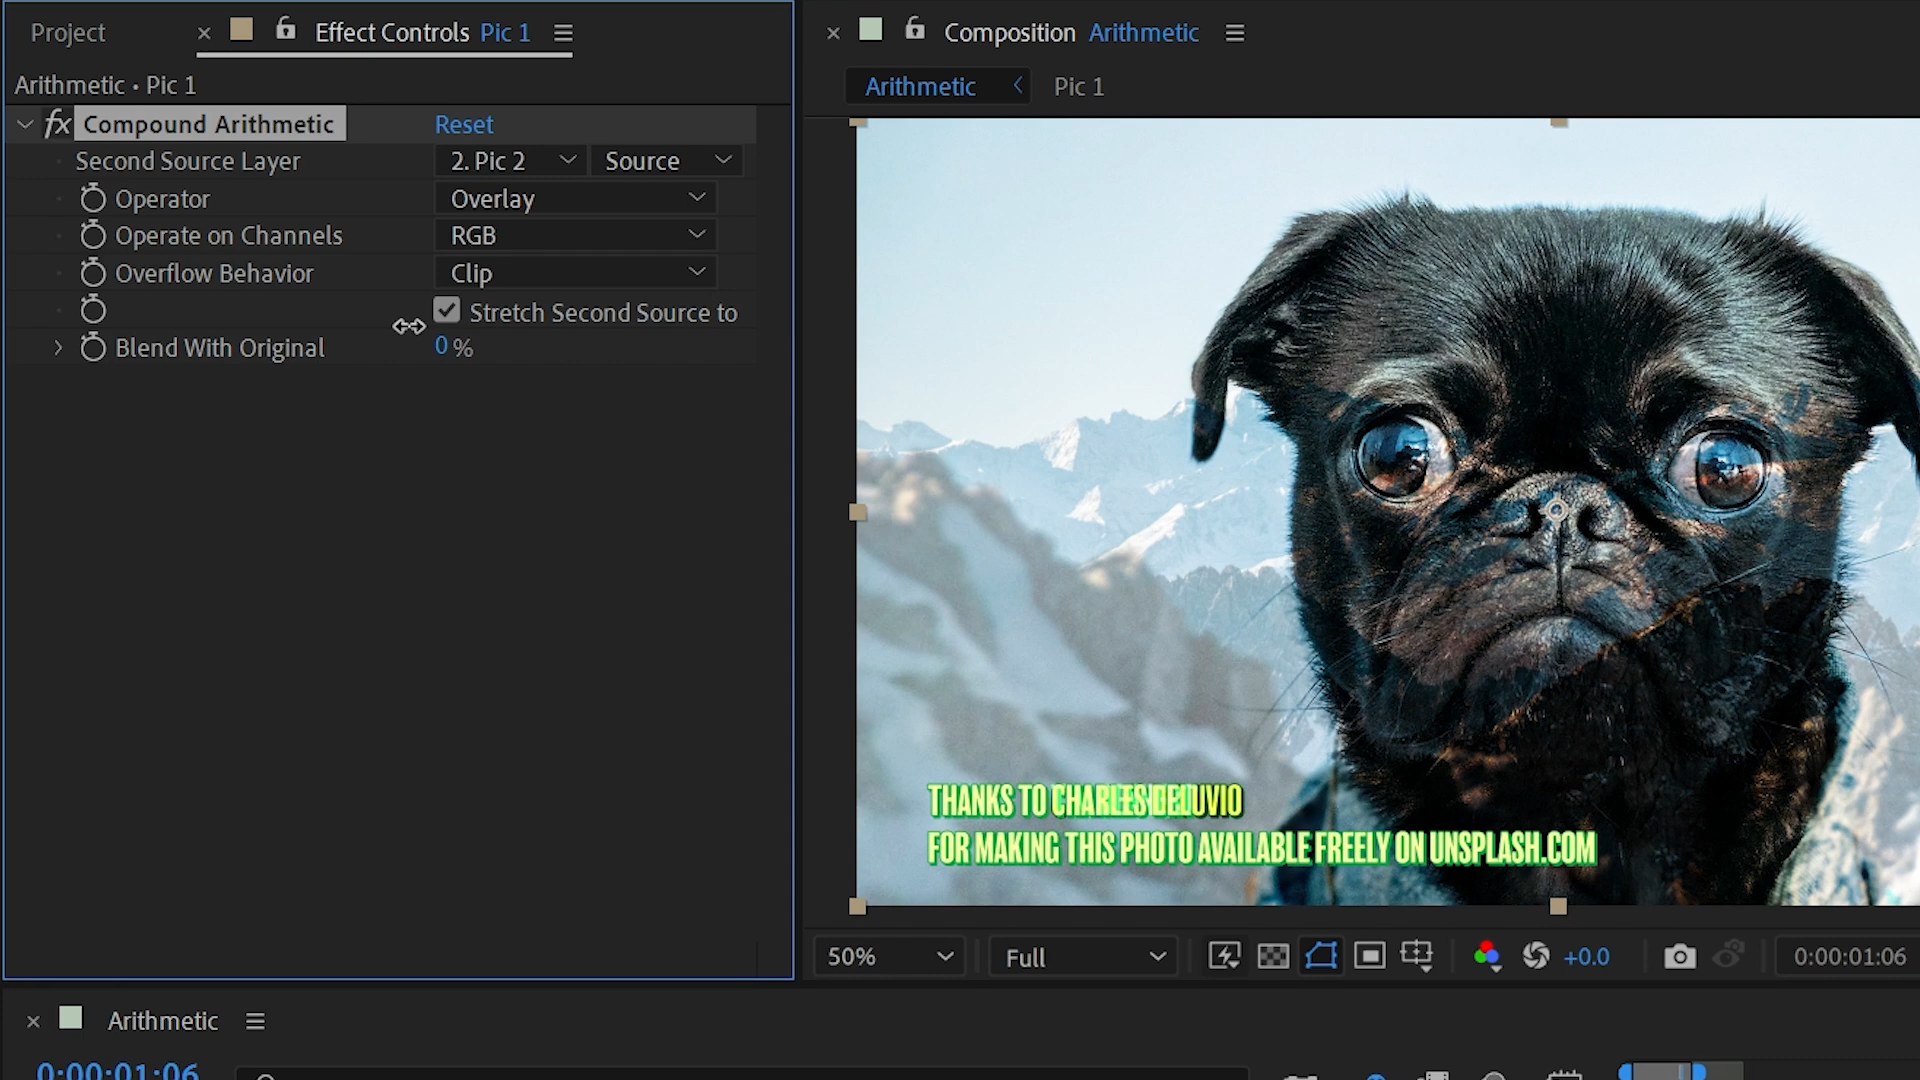 Project
Effect Controls Pic 1
Arithmetic • Pic 1
fx Compound Arithmetic Reset
Second Source Layer 2. Pic 2 Source
Operator Overlay
Operate on Channels RGB
Overflow Behavior Clip
Stretch Second Source to
Blend With Original 0 %
Composition Arithmetic
Arithmetic Pic 1
THANKS TO CHARLES DELUVIO
FOR MAKING THIS PHOTO AVAILABLE FREELY ON UNSPLASH.COM
50% Full +0.0 0:00:01:06
Arithmetic
0:00:01:06